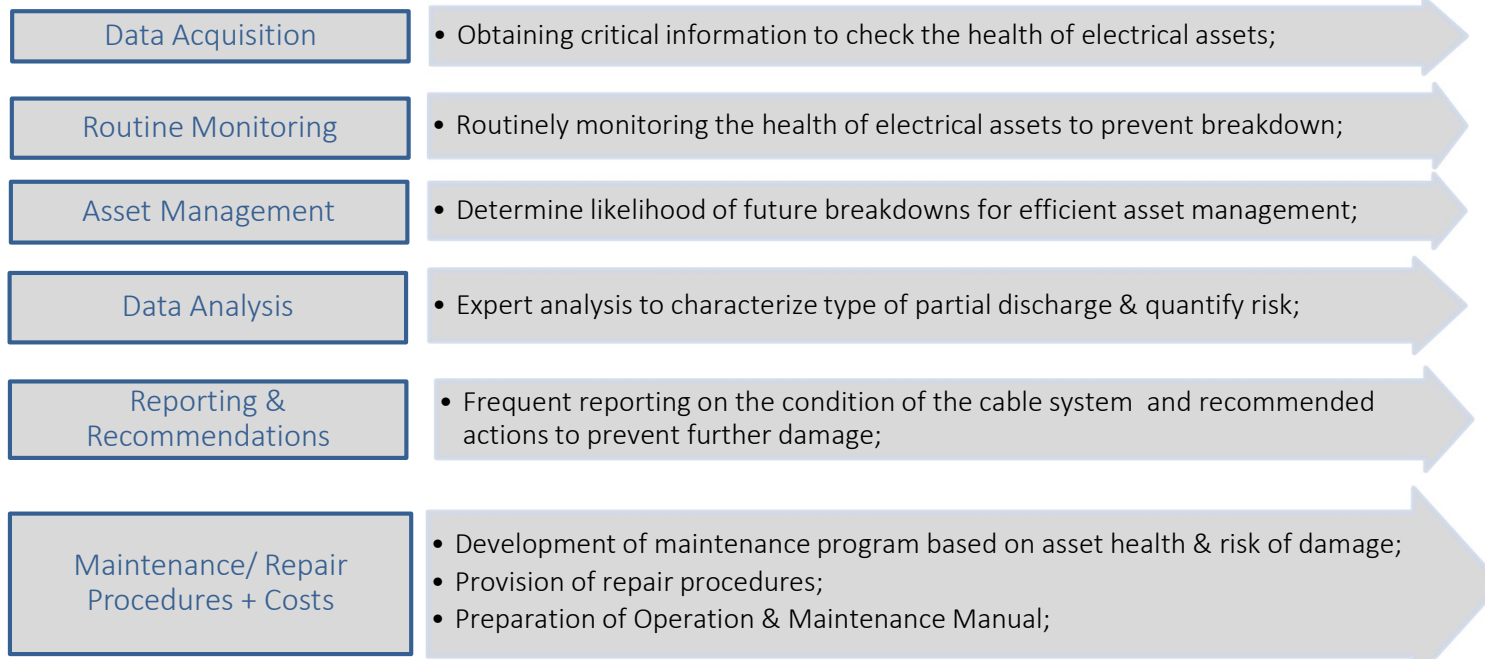 Data Acquisition
• Obtaining critical information to check the health of electrical assets;
Routine Monitoring
• Routinely monitoring the health of electrical assets to prevent breakdown;
Asset Management
• Determine likelihood of future breakdowns for efficient asset management;
Data Analysis
• Expert analysis to characterize type of partial discharge & quantify risk;
Reporting &
Recommendations
• Frequent reporting on the condition of the cable system and recommended
actions to prevent further damage;
Maintenance/ Repair
Procedures + Costs
• Development of maintenance program based on asset health & risk of damage;
• Provision of repair procedures;
• Preparation of Operation & Maintenance Manual;